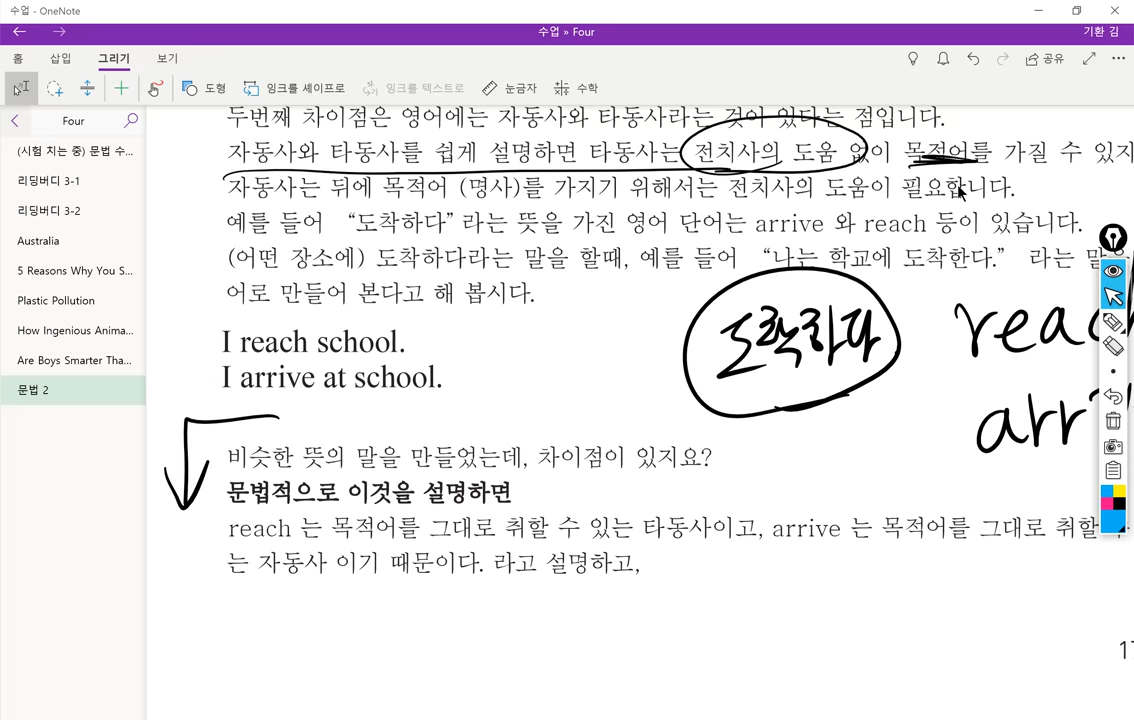 수업 - OneNote
수업 » Four
기환 김
홈 삽입 그리기 보기
공유
도형 잉크를 셰이프로 잉크를 텍스트로 눈금자 수학
Four
(시험 치는 중) 문법 수...
리딩버디 3-1
리딩버디 3-2
Australia
5 Reasons Why You S...
Plastic Pollution
How Ingenious Anima...
Are Boys Smarter Tha...
문법 2
두번째 차이점은 영어에는 자동사와 타동사라는 것이 있다는 점입니다.
자동사와 타동사를 쉽게 설명하면 타동사는 전치사의 도움 없이 목적어를 가질 수 있지
자동사는 뒤에 목적어 (명사)를 가지기 위해서는 전치사의 도움이 필요합니다.
예를 들어 “도착하다” 라는 뜻을 가진 영어 단어는 arrive 와 reach 등이 있습니다.
(어떤 장소에) 도착하다라는 말을 할때, 예를 들어 “나는 학교에 도착한다.” 라는 말을
어로 만들어 본다고 해 봅시다.
도착하다 reac
I reach school.
I arrive at school.
arri
비슷한 뜻의 말을 만들었는데, 차이점이 있지요?
문법적으로 이것을 설명하면
reach 는 목적어를 그대로 취할 수 있는 타동사이고, arrive 는 목적어를 그대로 취할
는 자동사 이기 때문이다. 라고 설명하고,